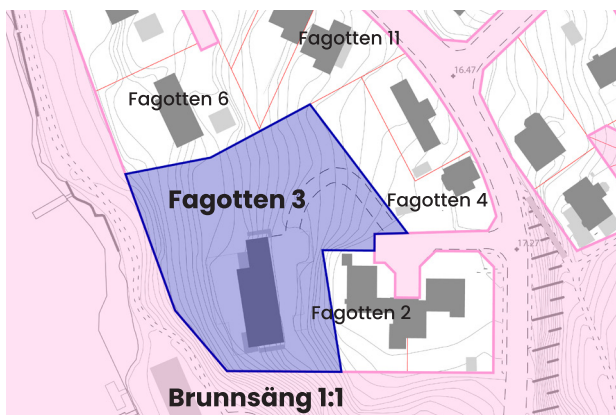 Fagotten 11
16.47
Fagotten 6
Fagotten 3
Fagotten 4
17.27
Fagotten 2
Brunnsäng 1:1